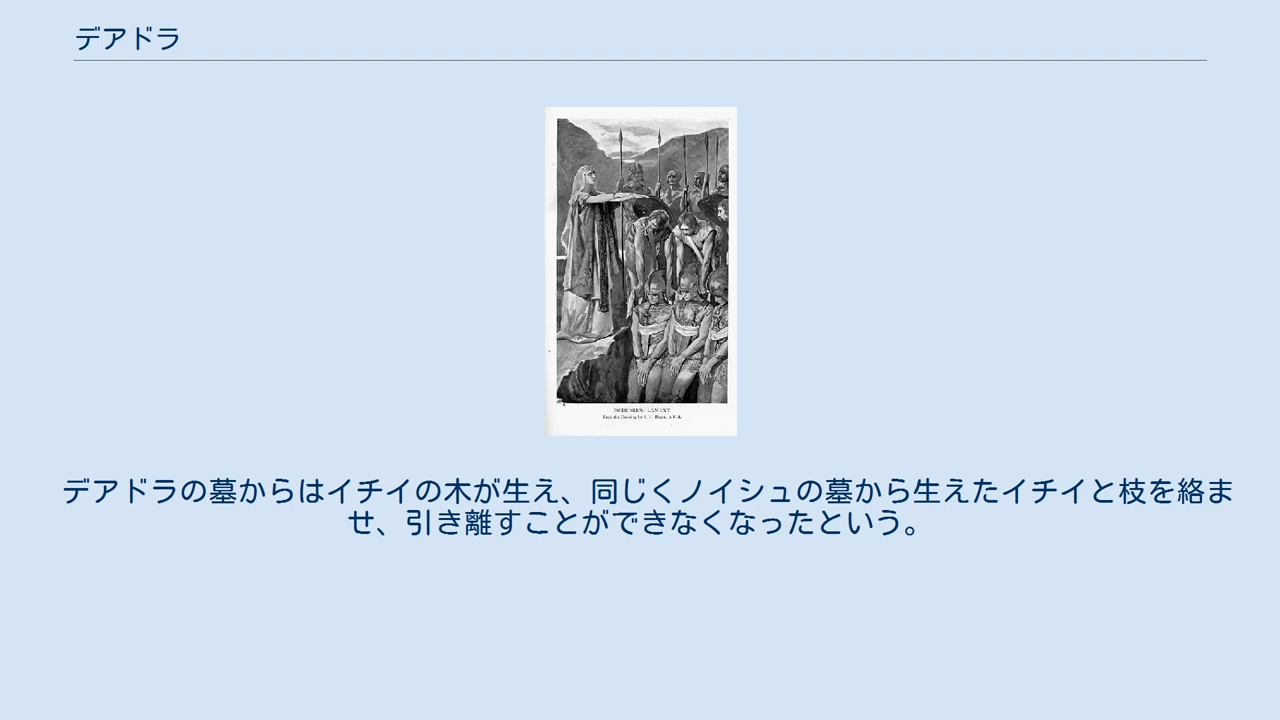 デアドラ
デアドラの墓からはイチイの木が生え、同じくノイシュの墓から生えたイチイと枝を絡ま
せ、引き離すことができなくなったという。